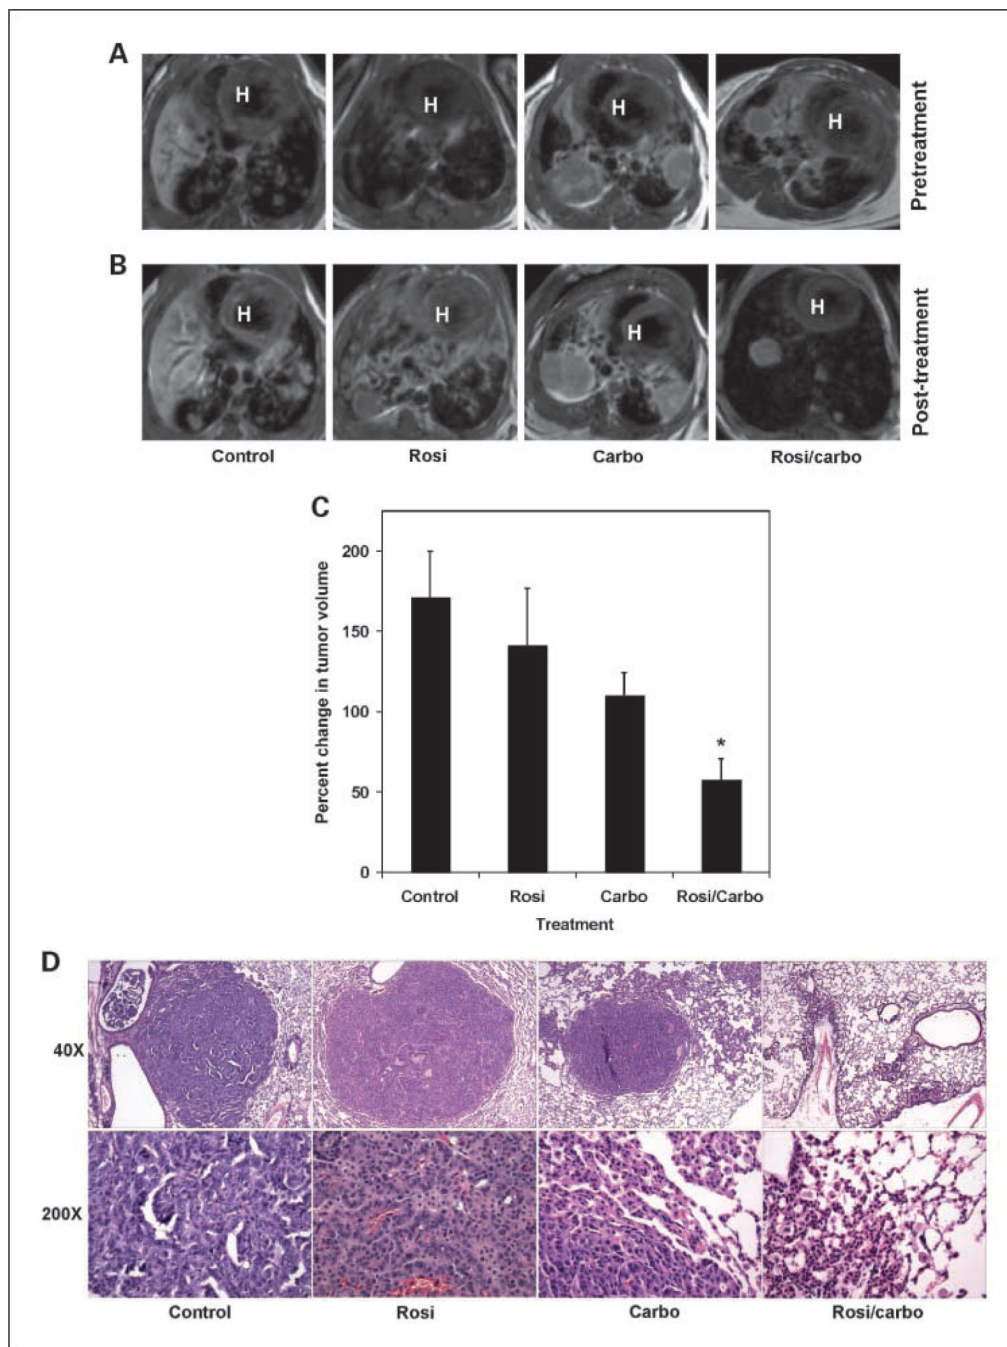 A
H H H H
Pretreatment
B
H H H H
Post-treatment
Control Rosi Carbo Rosi/carbo
C
Percent change in tumor volume
200
150
100
50
0
*
Control Rosi Carbo Rosi/Carbo
Treatment
D
40X
200X
Control Rosi Carbo Rosi/carbo